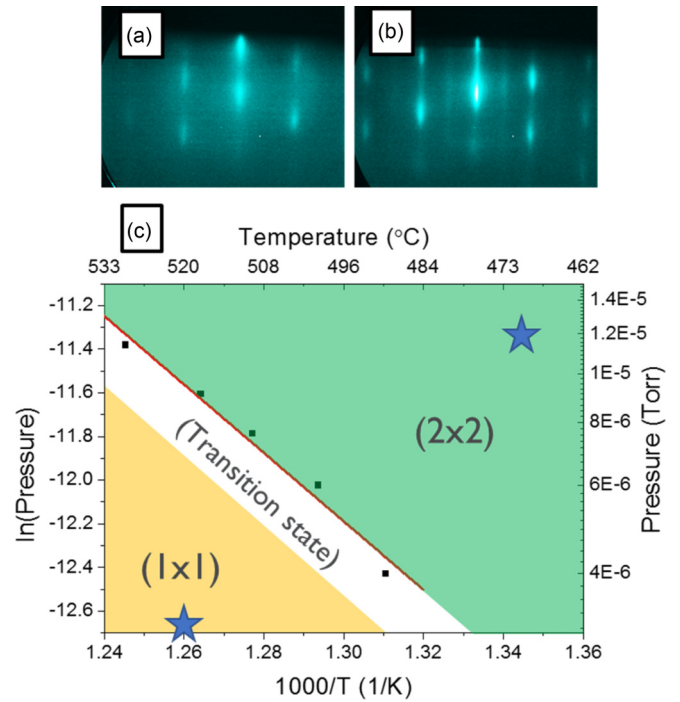 (a)
(b)
(c)
Temperature (°C)
533 520 508 496 484 473 462
-11.2
-11.4
-11.6
-11.8
-12.0
-12.2
-12.4
-12.6
ln(Pressure)
1.4E-5
1.2E-5
1E-5
8E-6
6E-6
4E-6
Pressure (Torr)
(2x2)
(Transition state)
(1x1)
1.24 1.26 1.28 1.30 1.32 1.34 1.36
1000/T (1/K)